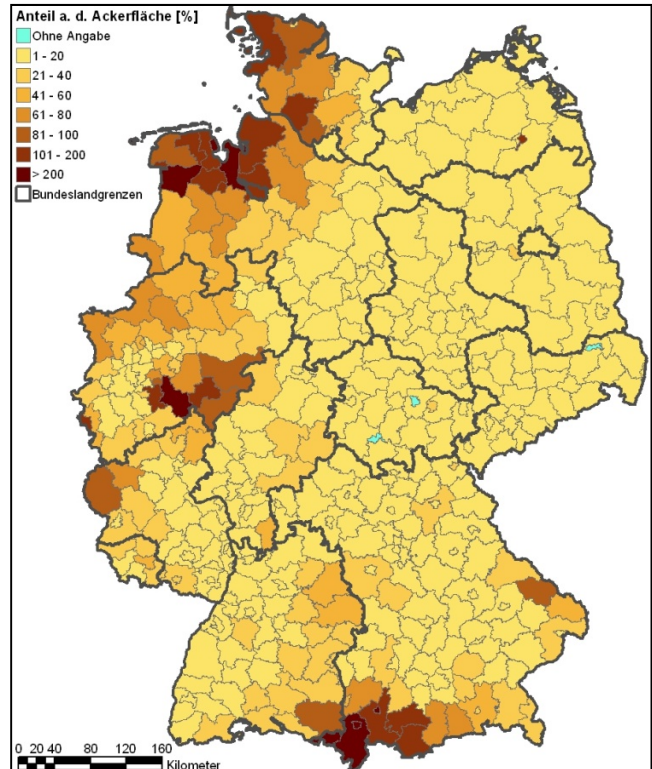 Anteil a. d. Ackerfläche [%]
Ohne Angabe
1 - 20
21 - 40
41 - 60
61 - 80
81 - 100
101 - 200
> 200
Bundeslandgrenzen
0 20 40 80 120 160
Kilometer